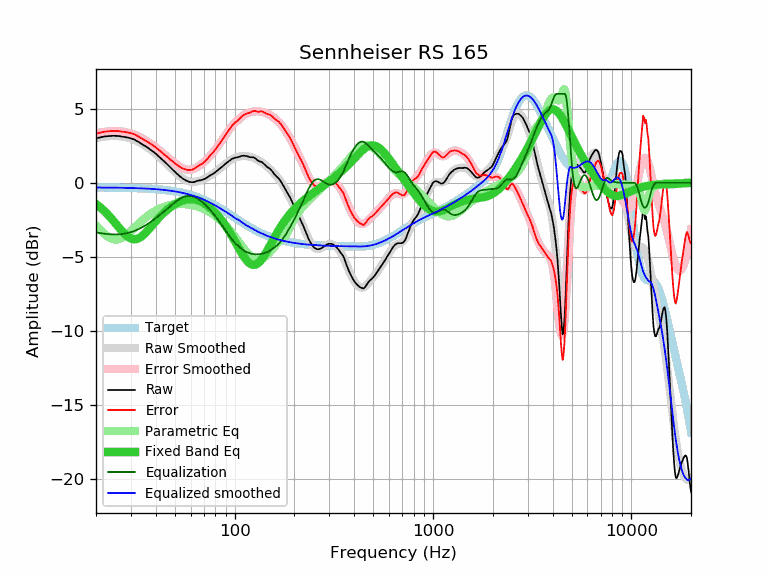 Sennheiser RS 165
Amplitude (dBr)
5
0
−5
−10
−15
−20
Target
Raw Smoothed
Error Smoothed
Raw
Error
Parametric Eq
Fixed Band Eq
Equalization
Equalized smoothed
100
1000
10000
Frequency (Hz)